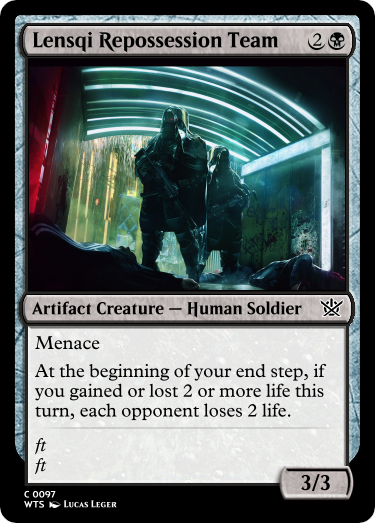 Lensqi Repossession Team 2
Artifact Creature — Human Soldier
Menace
At the beginning of your end step, if
you gained or lost 2 or more life this
turn, each opponent loses 2 life.
ft
ft
3/3
C 0097
WTS Lucas Leger